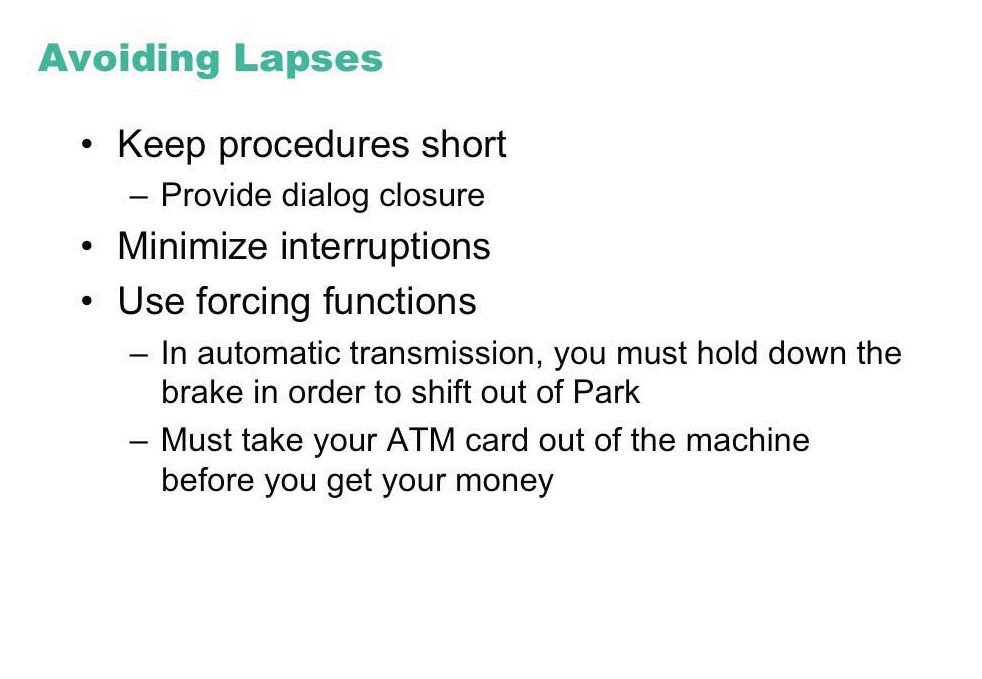 Avoiding Lapses
• Keep procedures short
– Provide dialog closure
• Minimize interruptions
• Use forcing functions
– In automatic transmission, you must hold down the
brake in order to shift out of Park
– Must take your ATM card out of the machine
before you get your money